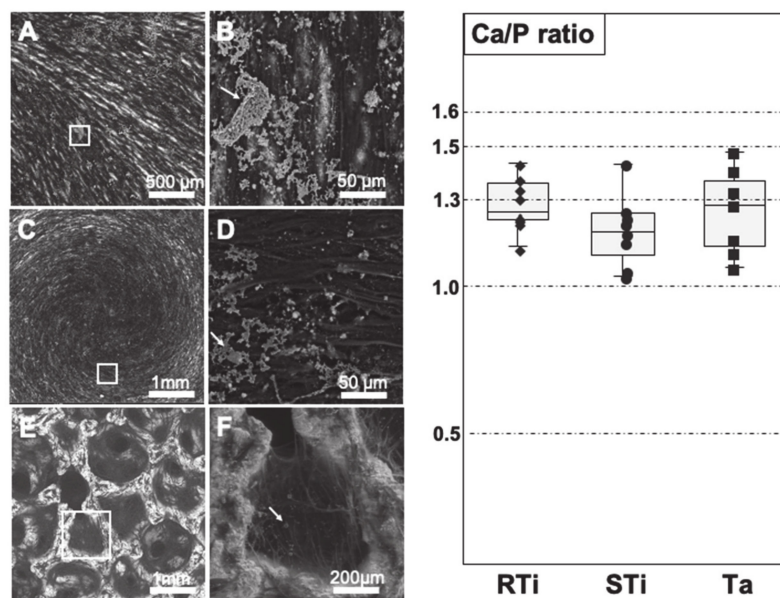 A
500 µm
B
50 µm
C
1mm
D
50 µm
E
1mm
F
200µm
Ca/P ratio
1.6
1.5
1.3
1.0
0.5
RTi STi Ta